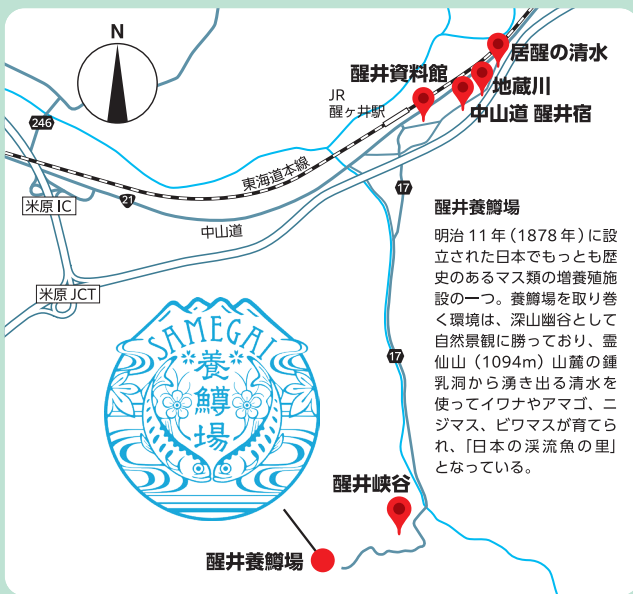 N
246
米原 IC
21
米原 JCT
中山道
東海道本線
JR
醒ヶ井駅
醒井資料館
居醒の清水
地蔵川
中山道 醒井宿
17
17
醒井養鱒場
明治 11 年（1878 年）に設
立された日本でもっとも歴
史のあるマス類の増養殖施
設の一つ。養鱒場を取り巻
く環境は、深山幽谷として
自然景観に勝っており、霊
仙山（1094m）山麓の鍾
乳洞から湧き出る清水を
使ってイワナやアマゴ、ニ
ジマス、ビワマスが育てら
れ、「日本の渓流魚の里」
となっている。
SAMEGAI
養
鱒
場
醒井峡谷
醒井養鱒場